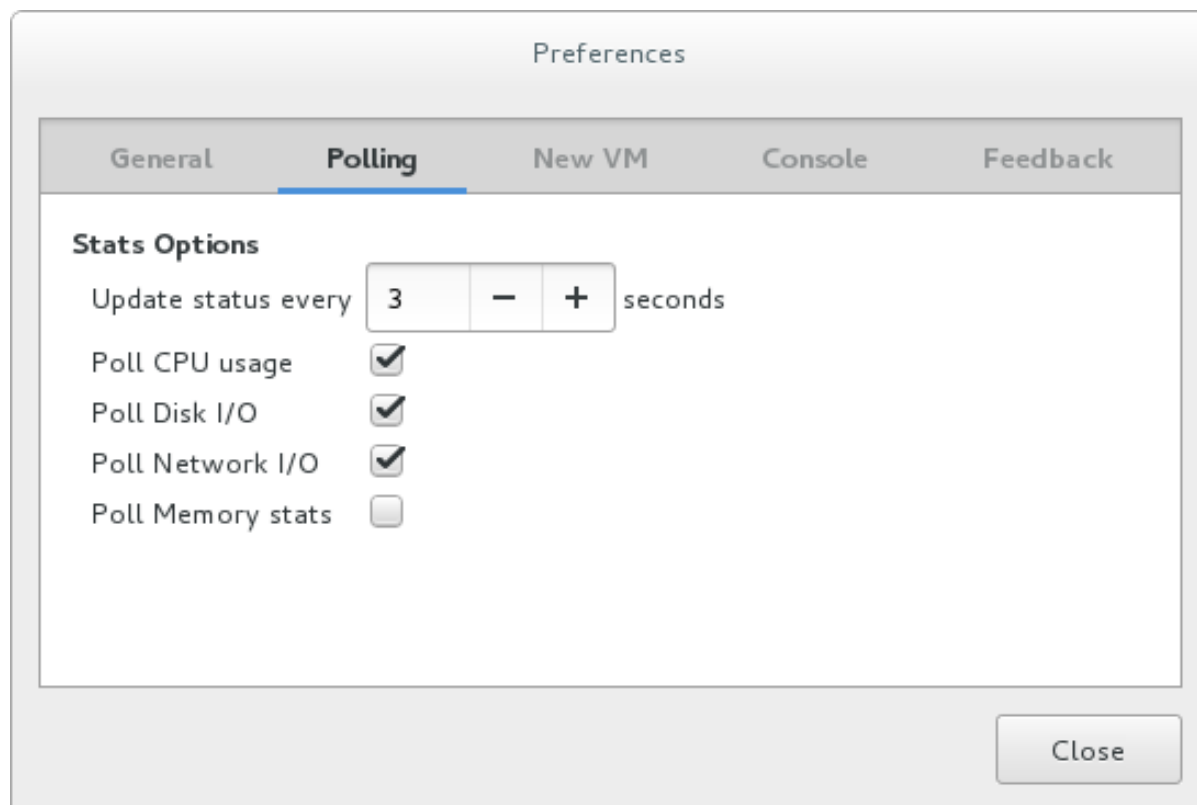 Preferences
General Polling New VM Console Feedback
Stats Options
Update status every 3 − + seconds
Poll CPU usage
Poll Disk I/O
Poll Network I/O
Poll Memory stats
Close